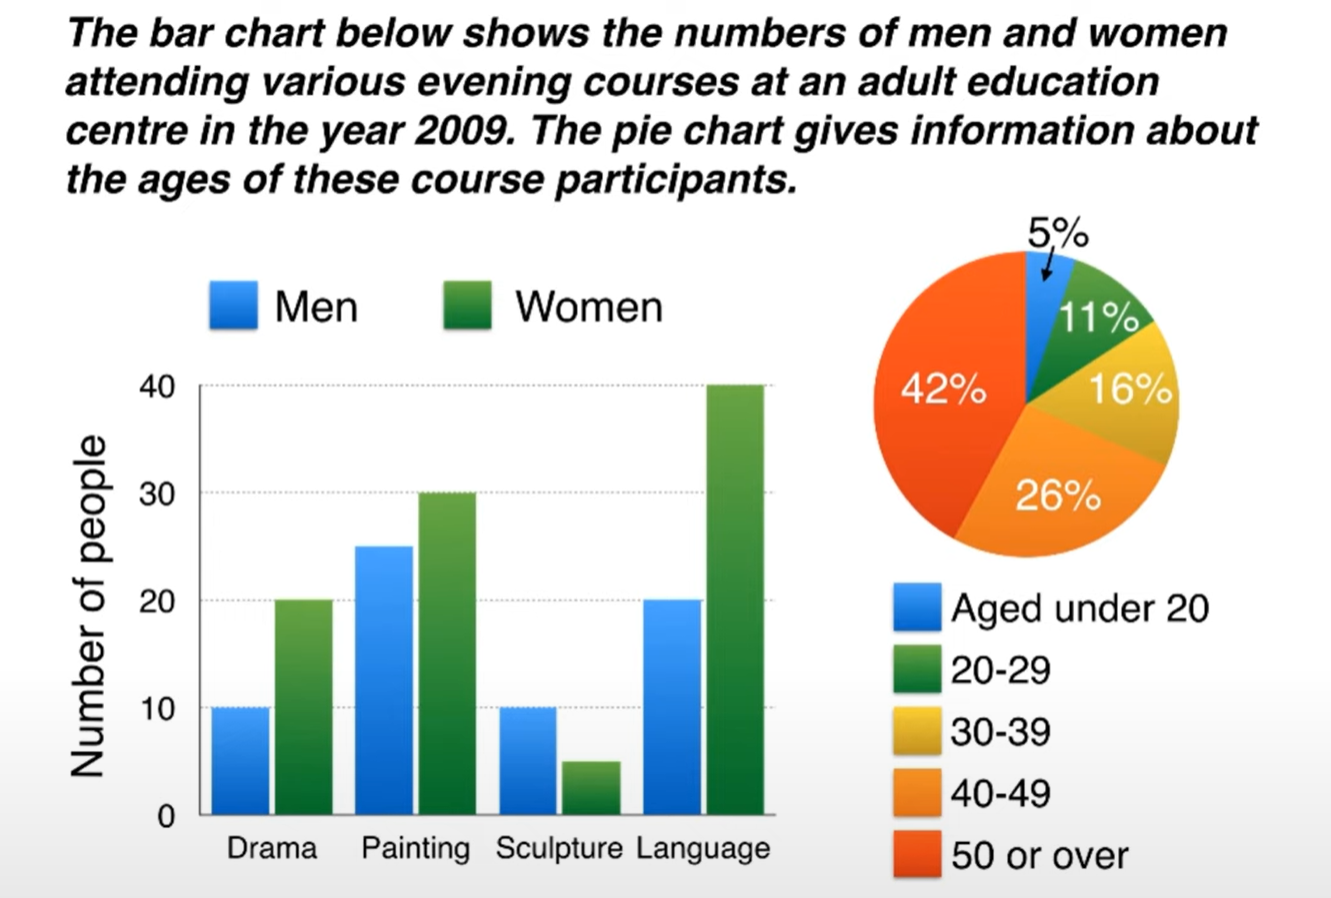 The bar chart below shows the numbers of men and women
attending various evening courses at an adult education
centre in the year 2009. The pie chart gives information about
the ages of these course participants.
5%
11%
16%
26%
42%
Men
Women
Number of people
40
30
20
10
0
Drama
Painting
Sculpture
Language
Aged under 20
20-29
30-39
40-49
50 or over